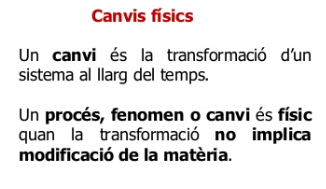 Canvis físics
Un canvi és la transformació d'un
sistema al llarg del temps.
Un procés, fenomen o canvi és físic
quan la transformació no implica
modificació de la matèria.